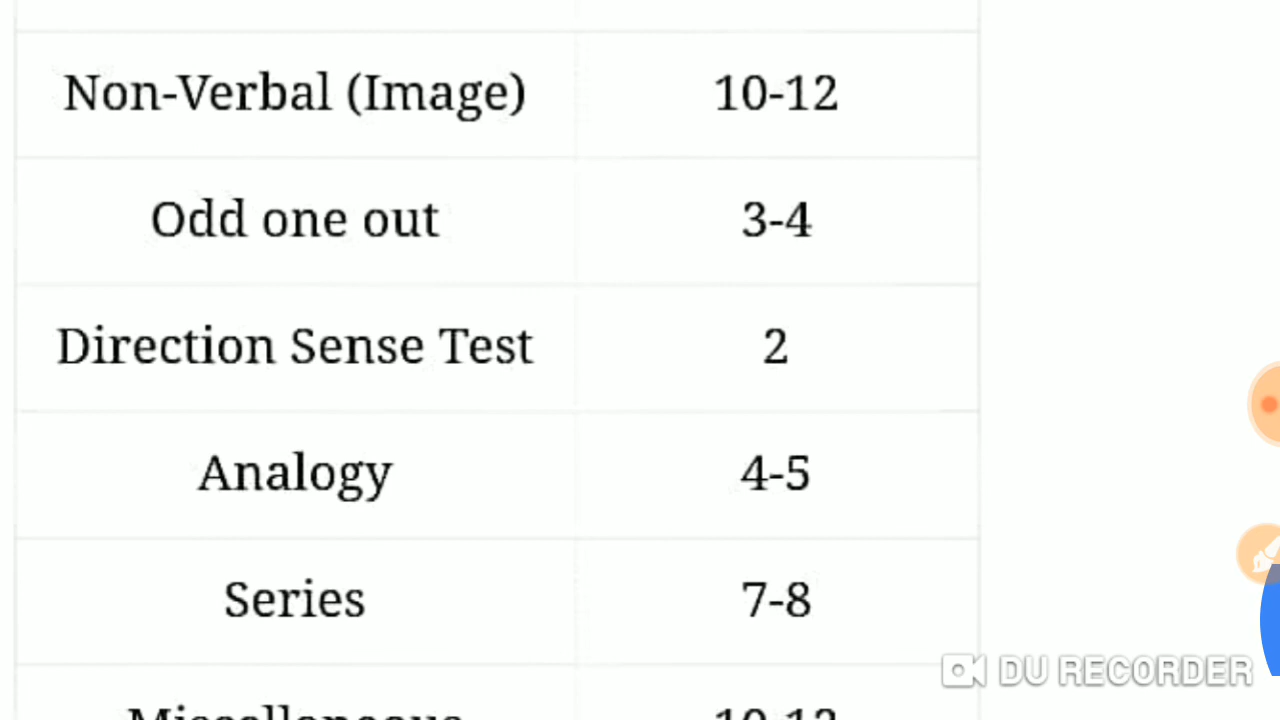 Non-Verbal (Image) 10-12
Odd one out 3-4
Direction Sense Test 2
Analogy 4-5
Series 7-8
Miscellaneous
DU RECORDER